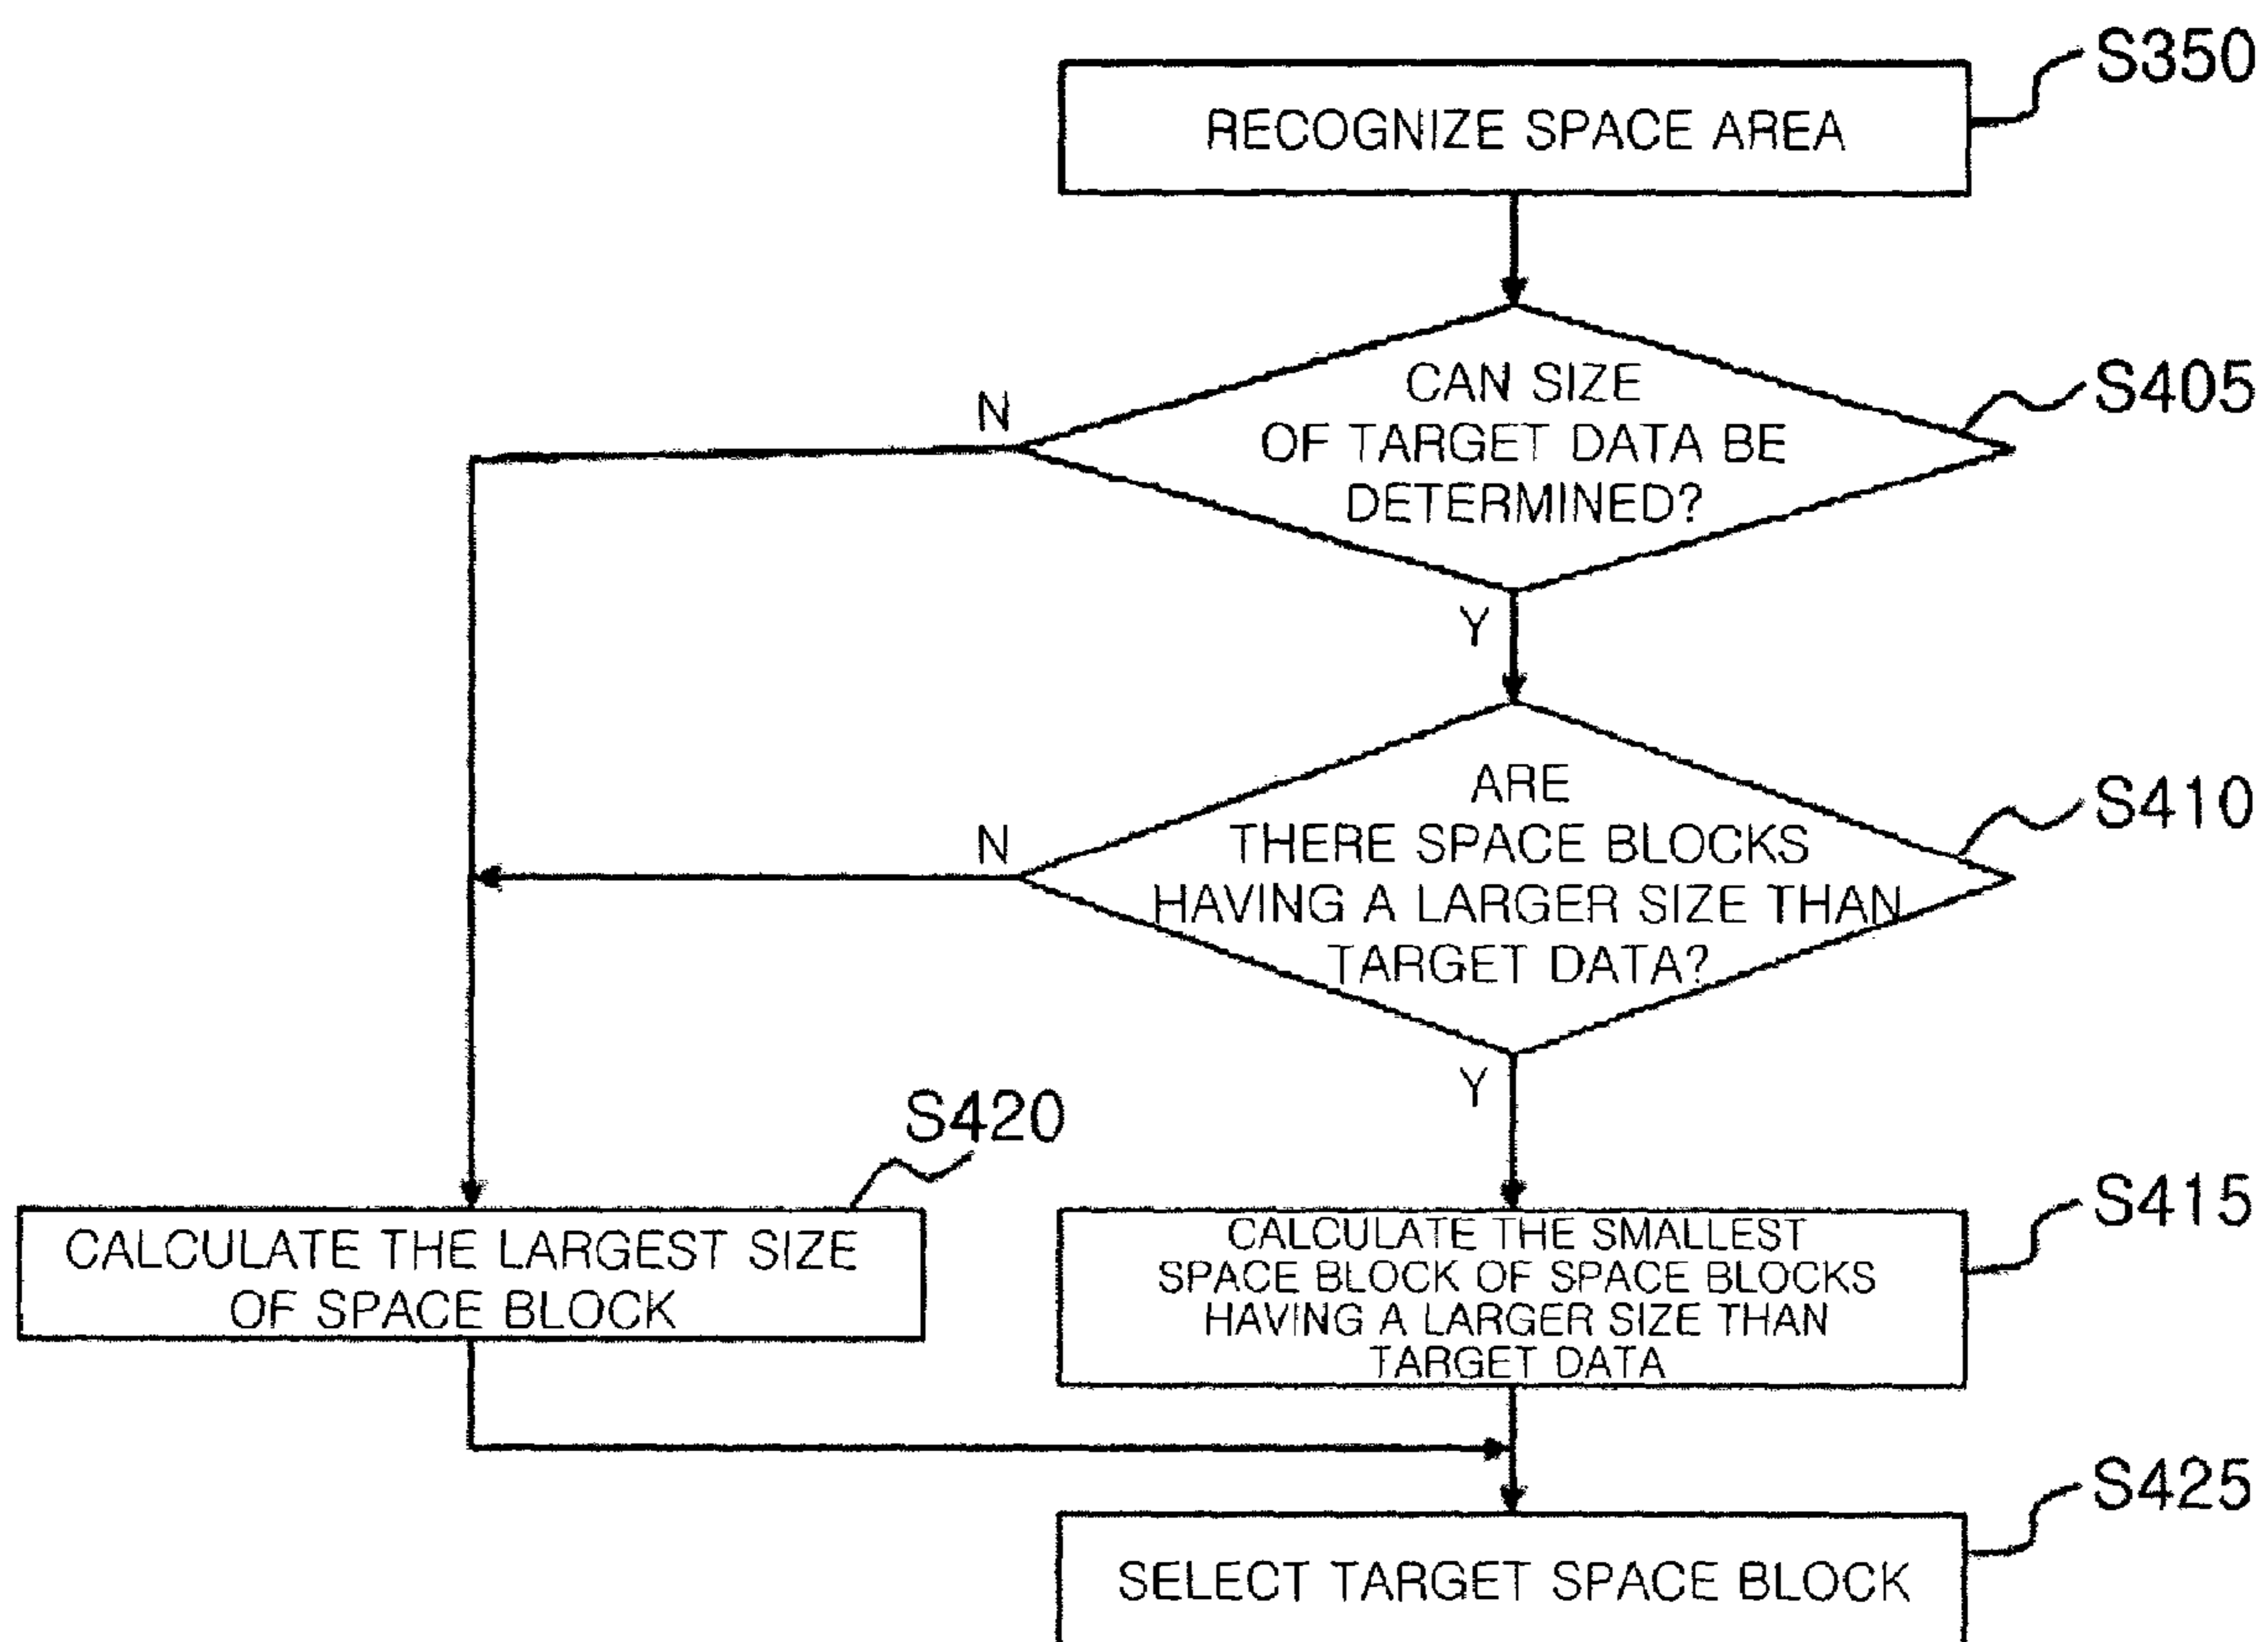 S350
RECOGNIZE SPACE AREA
S405
CAN SIZE
OF TARGET DATA BE
DETERMINED?
N
Y
S410
ARE
THERE SPACE BLOCKS
HAVING A LARGER SIZE THAN
TARGET DATA?
N
Y
S420
CALCULATE THE LARGEST SIZE
OF SPACE BLOCK
S415
CALCULATE THE SMALLEST
SPACE BLOCK OF SPACE BLOCKS
HAVING A LARGER SIZE THAN
TARGET DATA
S425
SELECT TARGET SPACE BLOCK